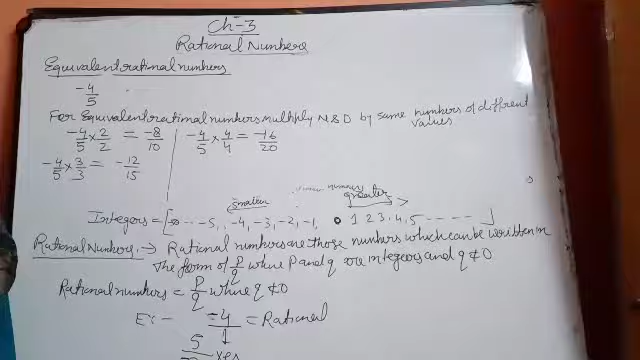 Ch-3
Rational Numbers
Equivalent rational numbers
-4/5
For Equivalent rational numbers multiply N & D by same numbers of different values
-4/5 × 2/2 = -8/10 -4/5 × 4/4 = -16/20
-4/5 × 3/3 = -12/15
smaller greater
Integers = [ ... -5, -4, -3, -2, -1, 0 1 2 3, 4, 5 ----- ]
Rational Numbers :-> Rational numbers are those numbers which can be written in
The form of P/q where P and q are integers and q ≠ 0
Rational numbers = P/q where q ≠ 0
Ex - -4 = Rational
5 yes